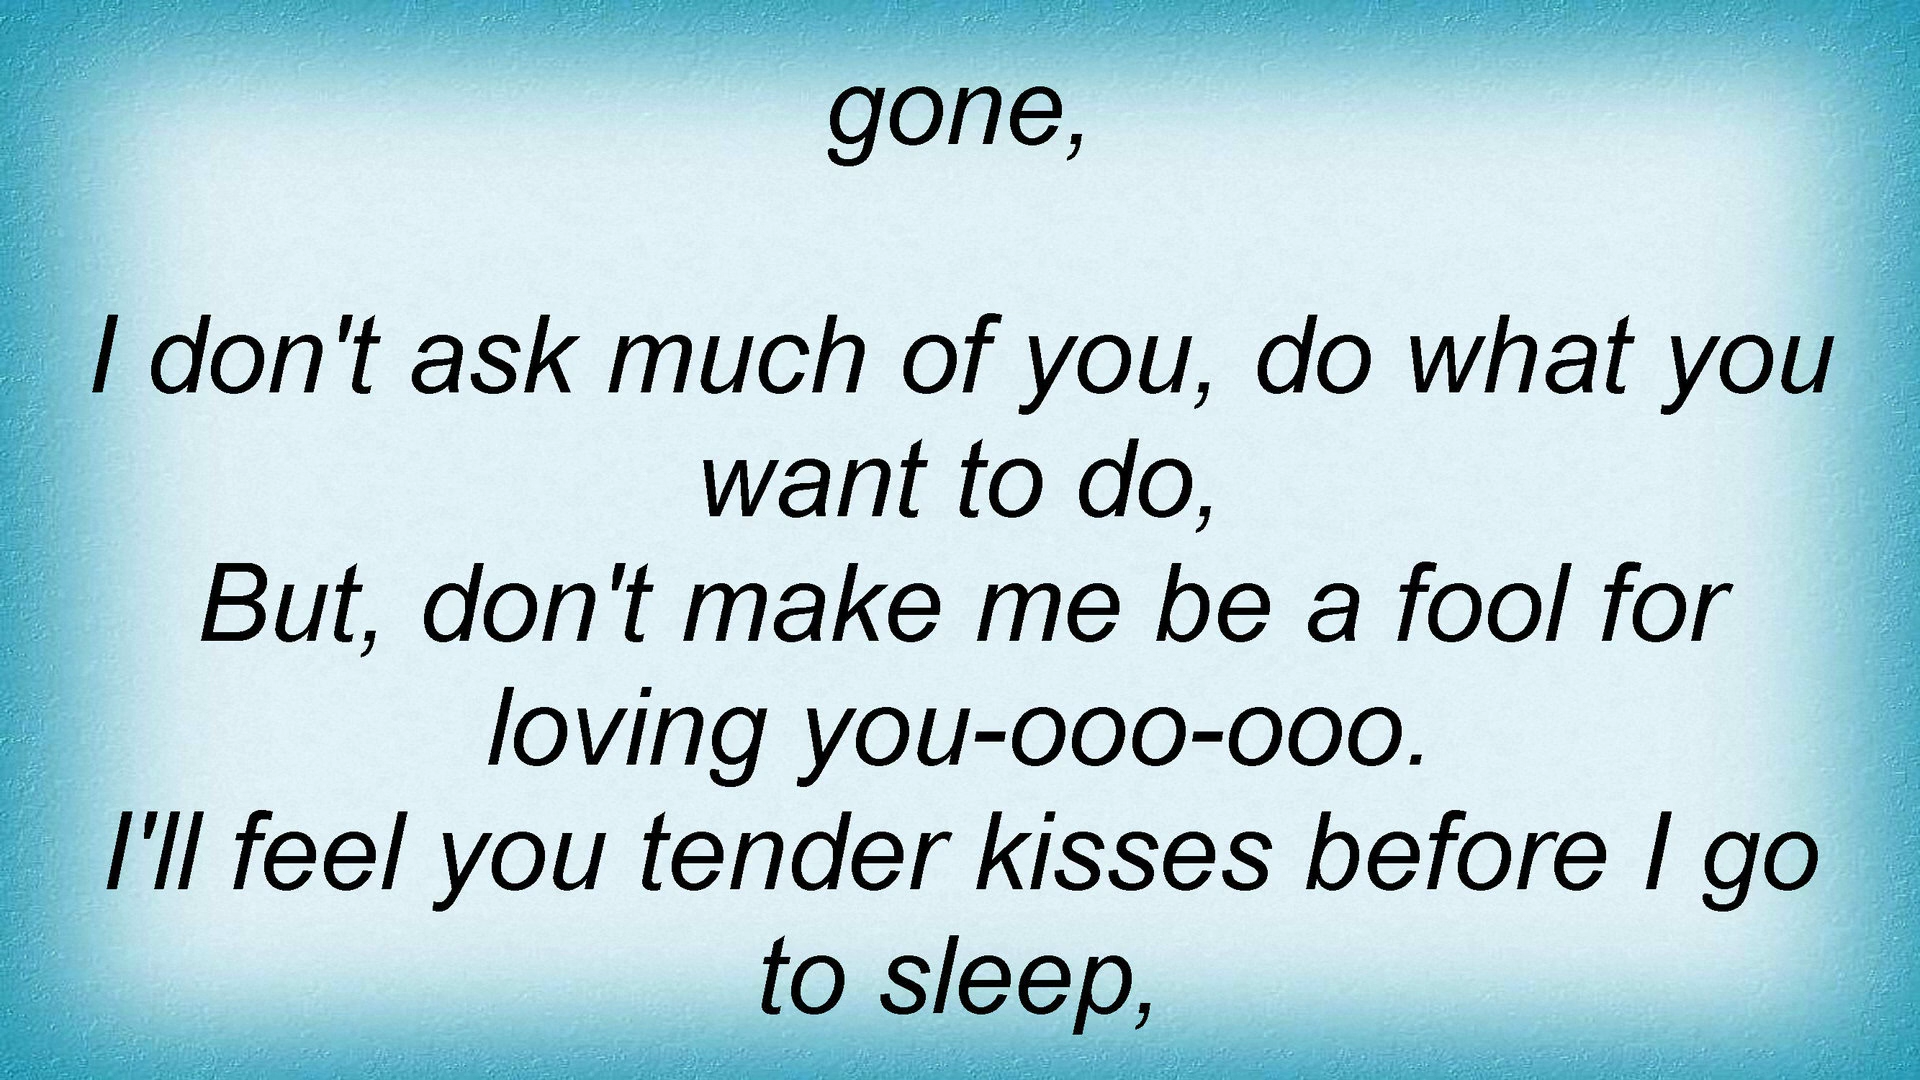 gone,
I don't ask much of you, do what you
want to do,
But, don't make me be a fool for
loving you-ooo-ooo.
I'll feel you tender kisses before I go
to sleep,